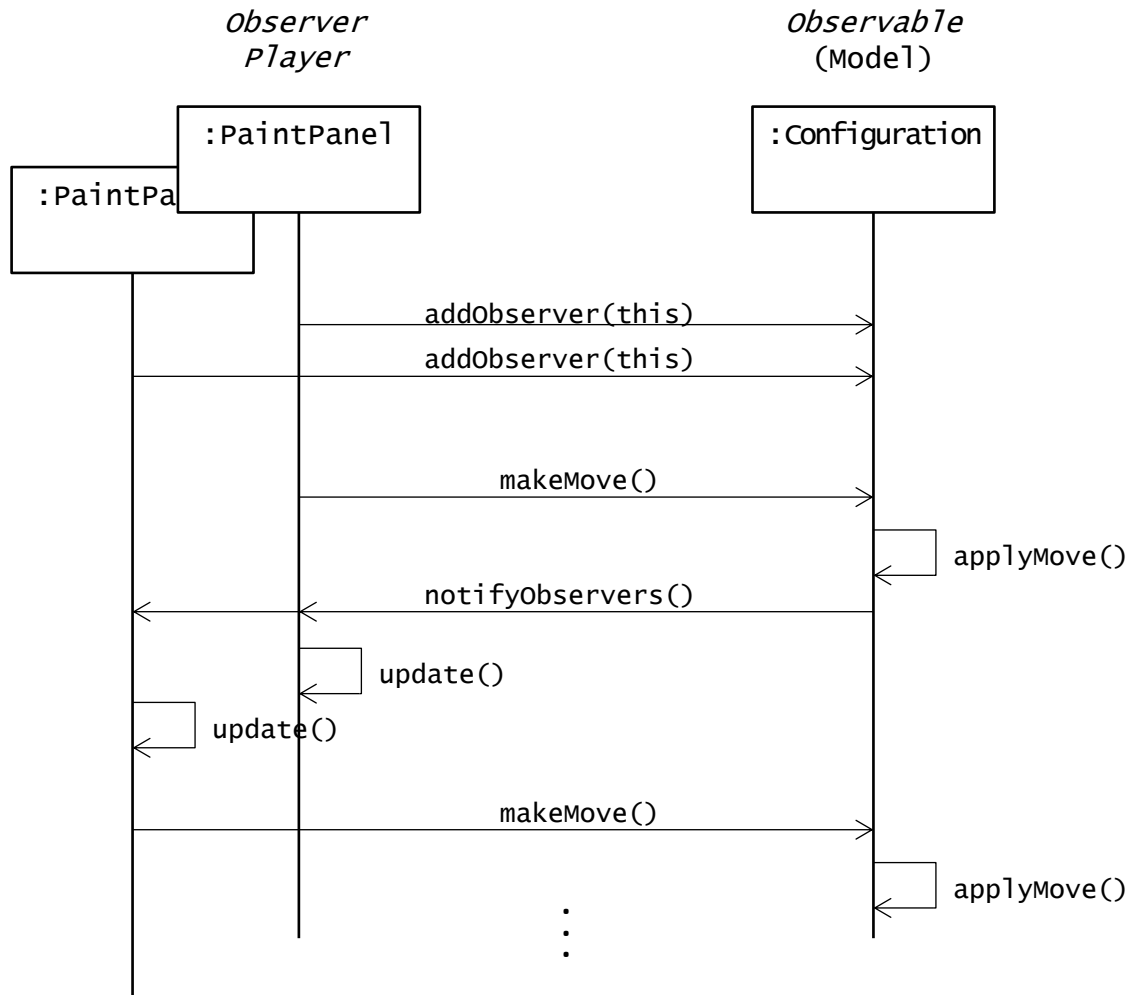 Observer
Player
Observable
(Model)
:PaintPanel
:Configuration
:PaintPa
addObserver(this)
addObserver(this)
makeMove()
applyMove()
notifyObservers()
update()
update()
makeMove()
applyMove()
.
.
.